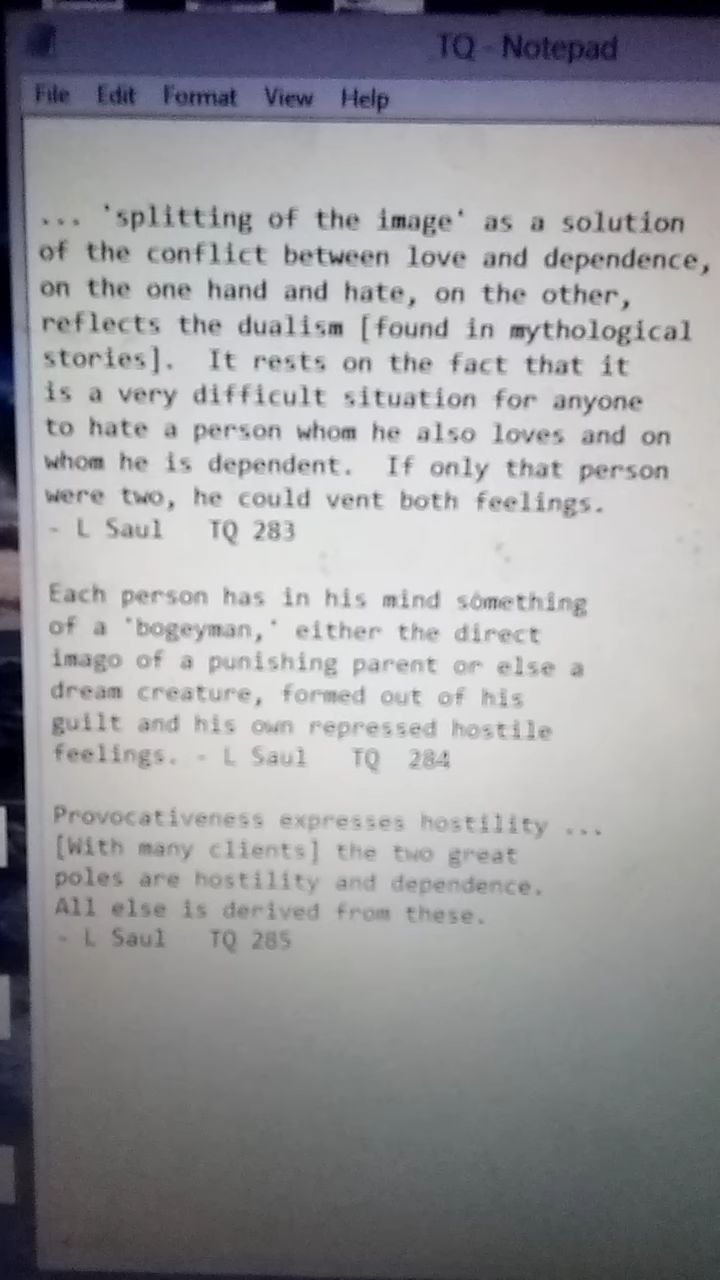 TQ - Notepad
File Edit Format View Help
... 'splitting of the image' as a solution
of the conflict between love and dependence,
on the one hand and hate, on the other,
reflects the dualism [found in mythological
stories].  It rests on the fact that it
is a very difficult situation for anyone
to hate a person whom he also loves and on
whom he is dependent.  If only that person
were two, he could vent both feelings.
- L Saul   TQ 283
Each person has in his mind something
of a 'bogeyman,' either the direct
imago of a punishing parent or else a
dream creature, formed out of his
guilt and his own repressed hostile
feelings. - L Saul   TQ  284
Provocativeness expresses hostility ...
[With many clients] the two great
poles are hostility and dependence.
All else is derived from these.
- L Saul   TQ 285